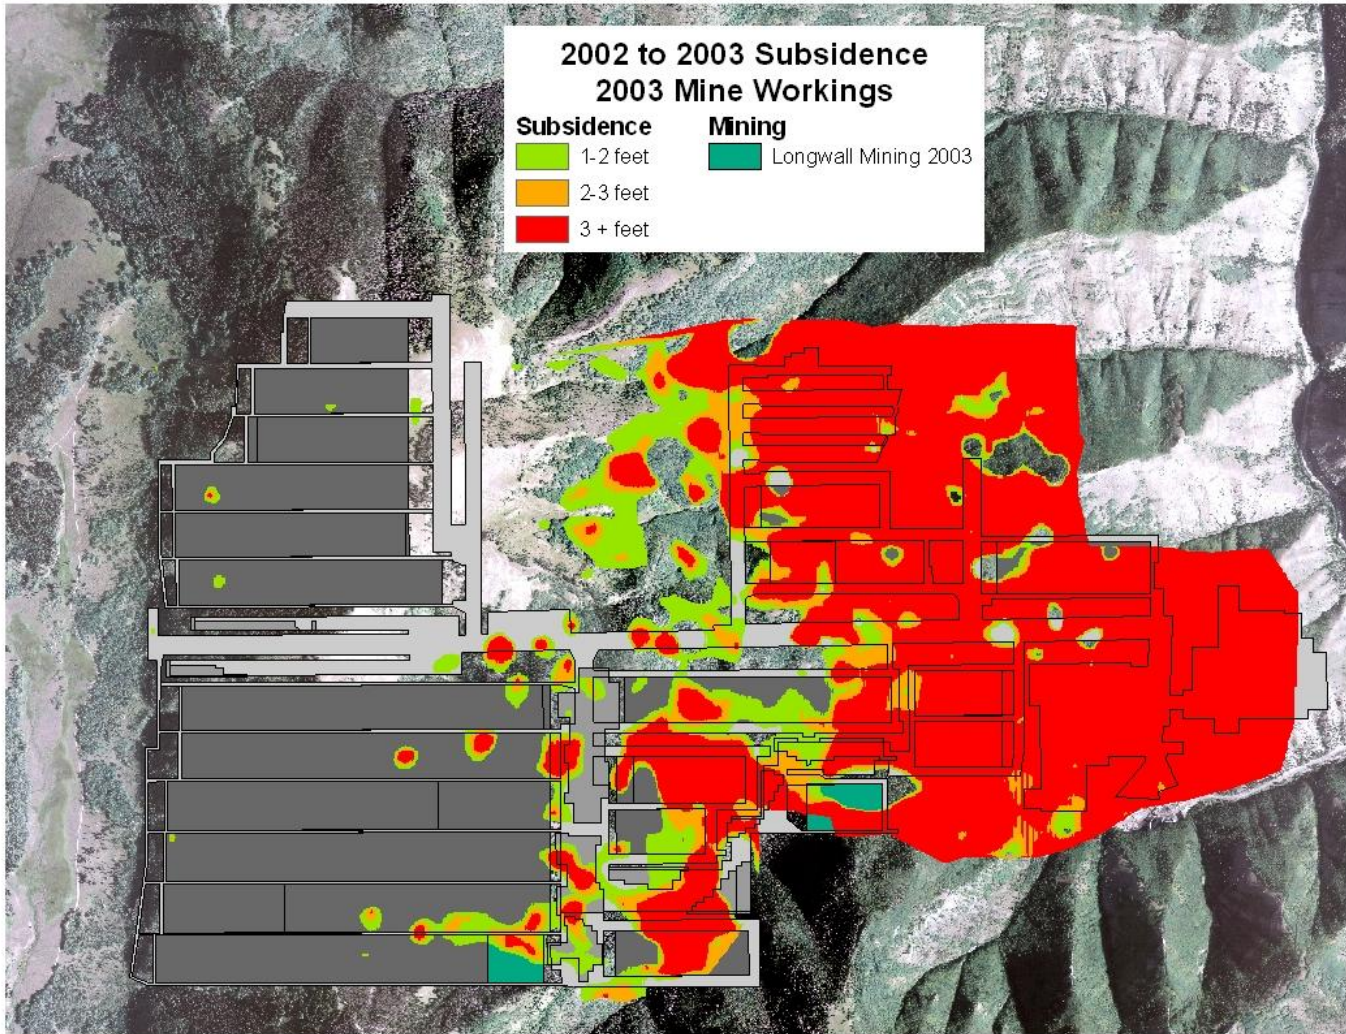 2002 to 2003 Subsidence
2003 Mine Workings
Subsidence
Mining
1-2 feet
Longwall Mining 2003
2-3 feet
3 + feet